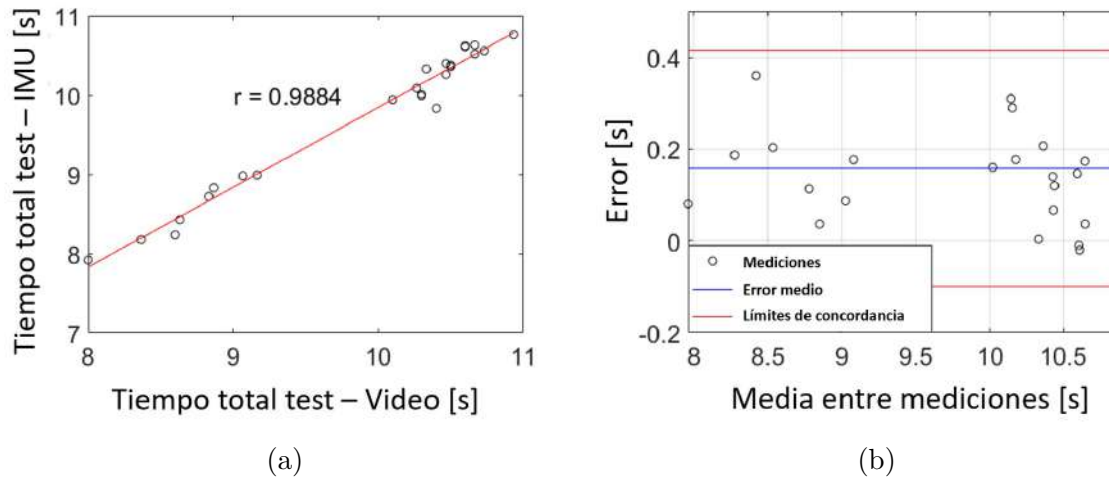 Tiempo total test – IMU [s]
11
10
9
8
7
r = 0.9884
8
9
10
11
Tiempo total test – Video [s]
(a)
Error [s]
0.4
0.2
0
-0.2
Mediciones
Error medio
Límites de concordancia
8
8.5
9
9.5
10
10.5
Media entre mediciones [s]
(b)